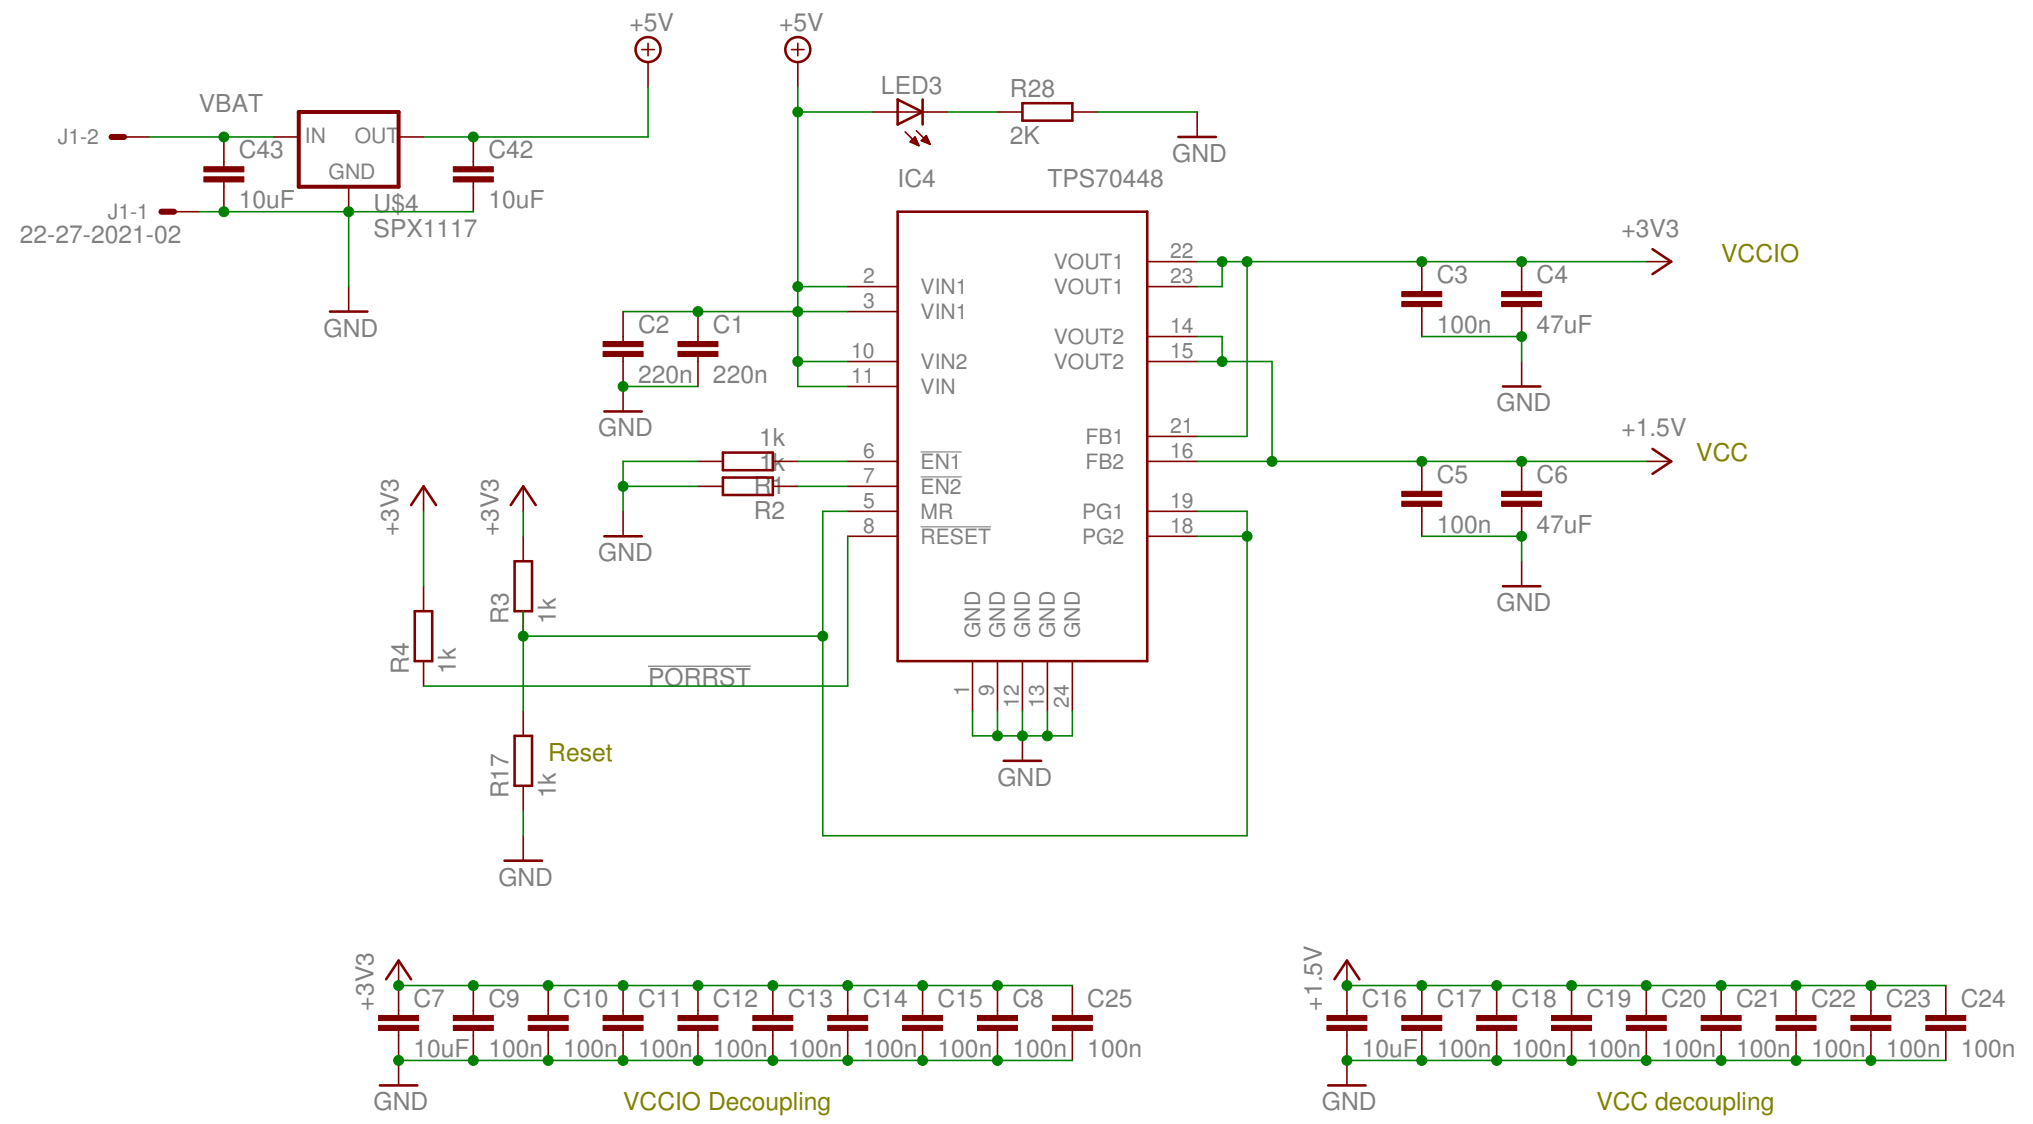 +5V
+5V
LED3
R28
2K
GND
VBAT
J1-2
IN
OUT
GND
C43
10uF
C42
10uF
J1-1
22-27-2021-02
U$4
SPX1117
GND
IC4
TPS70448
2
VIN1
3
VIN1
10
VIN2
11
VIN
6
EN1
7
EN2
5
MR
8
RESET
VOUT1
22
VOUT1
23
VOUT2
14
VOUT2
15
FB1
21
FB2
16
PG1
19
PG2
18
GND
GND
GND
GND
GND
1
9
12
13
24
GND
C2
220n
C1
220n
GND
1k
1k
R1
R2
GND
+3V3
+3V3
R4
1k
R3
1k
PORRST
R17
1k
Reset
GND
+3V3
VCCIO
C3
100n
C4
47uF
GND
+1.5V
VCC
C5
100n
C6
47uF
GND
+3V3
C7
C9
C10
C11
C12
C13
C14
C15
C8
C25
10uF
100n
100n
100n
100n
100n
100n
100n
100n
100n
GND
VCCIO Decoupling
+1.5V
C16
C17
C18
C19
C20
C21
C22
C23
C24
10uF
100n
100n
100n
100n
100n
100n
100n
100n
GND
VCC decoupling